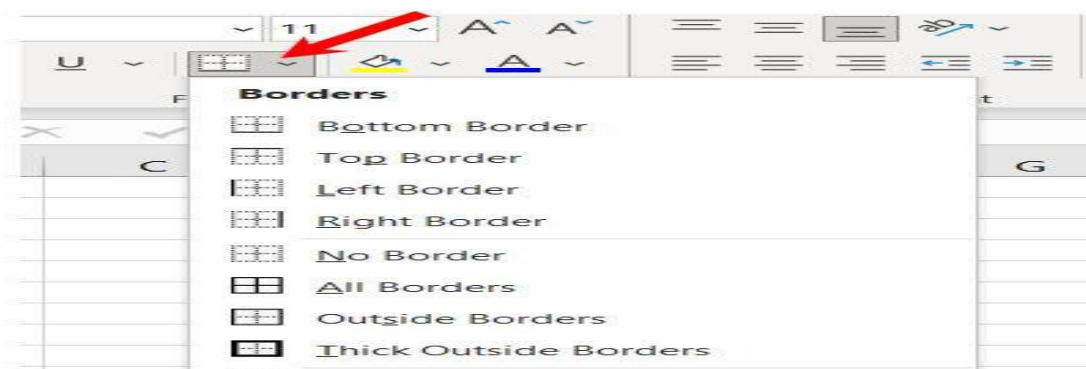 11 A A
U A
F t
Borders
C G
Bottom Border
Top Border
Left Border
Right Border
No Border
All Borders
Outside Borders
Thick Outside Borders